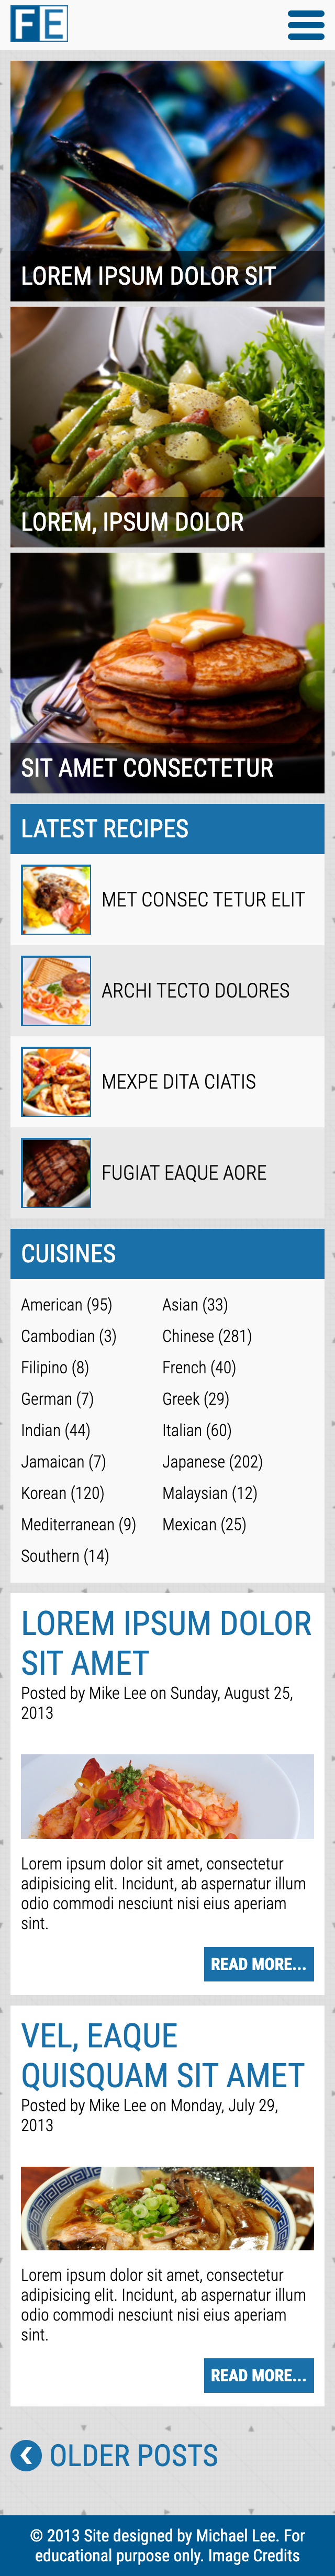 FE
LOREM IPSUM DOLOR SIT
LOREM, IPSUM DOLOR
SIT AMET CONSECTETUR
LATEST RECIPES
MET CONSEC TETUR ELIT
ARCHI TECTO DOLORES
MEXPE DITA CIATIS
FUGIAT EAQUE AORE
CUISINES
American (95)
Asian (33)
Cambodian (3)
Chinese (281)
Filipino (8)
French (40)
German (7)
Greek (29)
Indian (44)
Italian (60)
Jamaican (7)
Japanese (202)
Korean (120)
Malaysian (12)
Mediterranean (9)
Mexican (25)
Southern (14)
LOREM IPSUM DOLOR
SIT AMET
Posted by Mike Lee on Sunday, August 25,
2013
Lorem ipsum dolor sit amet, consectetur
adipisicing elit. Incidunt, ab aspernatur illum
odio commodi nesciunt nisi eius aperiam
sint.
READ MORE...
VEL, EAQUE
QUISQUAM SIT AMET
Posted by Mike Lee on Monday, July 29,
2013
Lorem ipsum dolor sit amet, consectetur
adipisicing elit. Incidunt, ab aspernatur illum
odio commodi nesciunt nisi eius aperiam
sint.
READ MORE...
OLDER POSTS
© 2013 Site designed by Michael Lee. For
educational purpose only. Image Credits